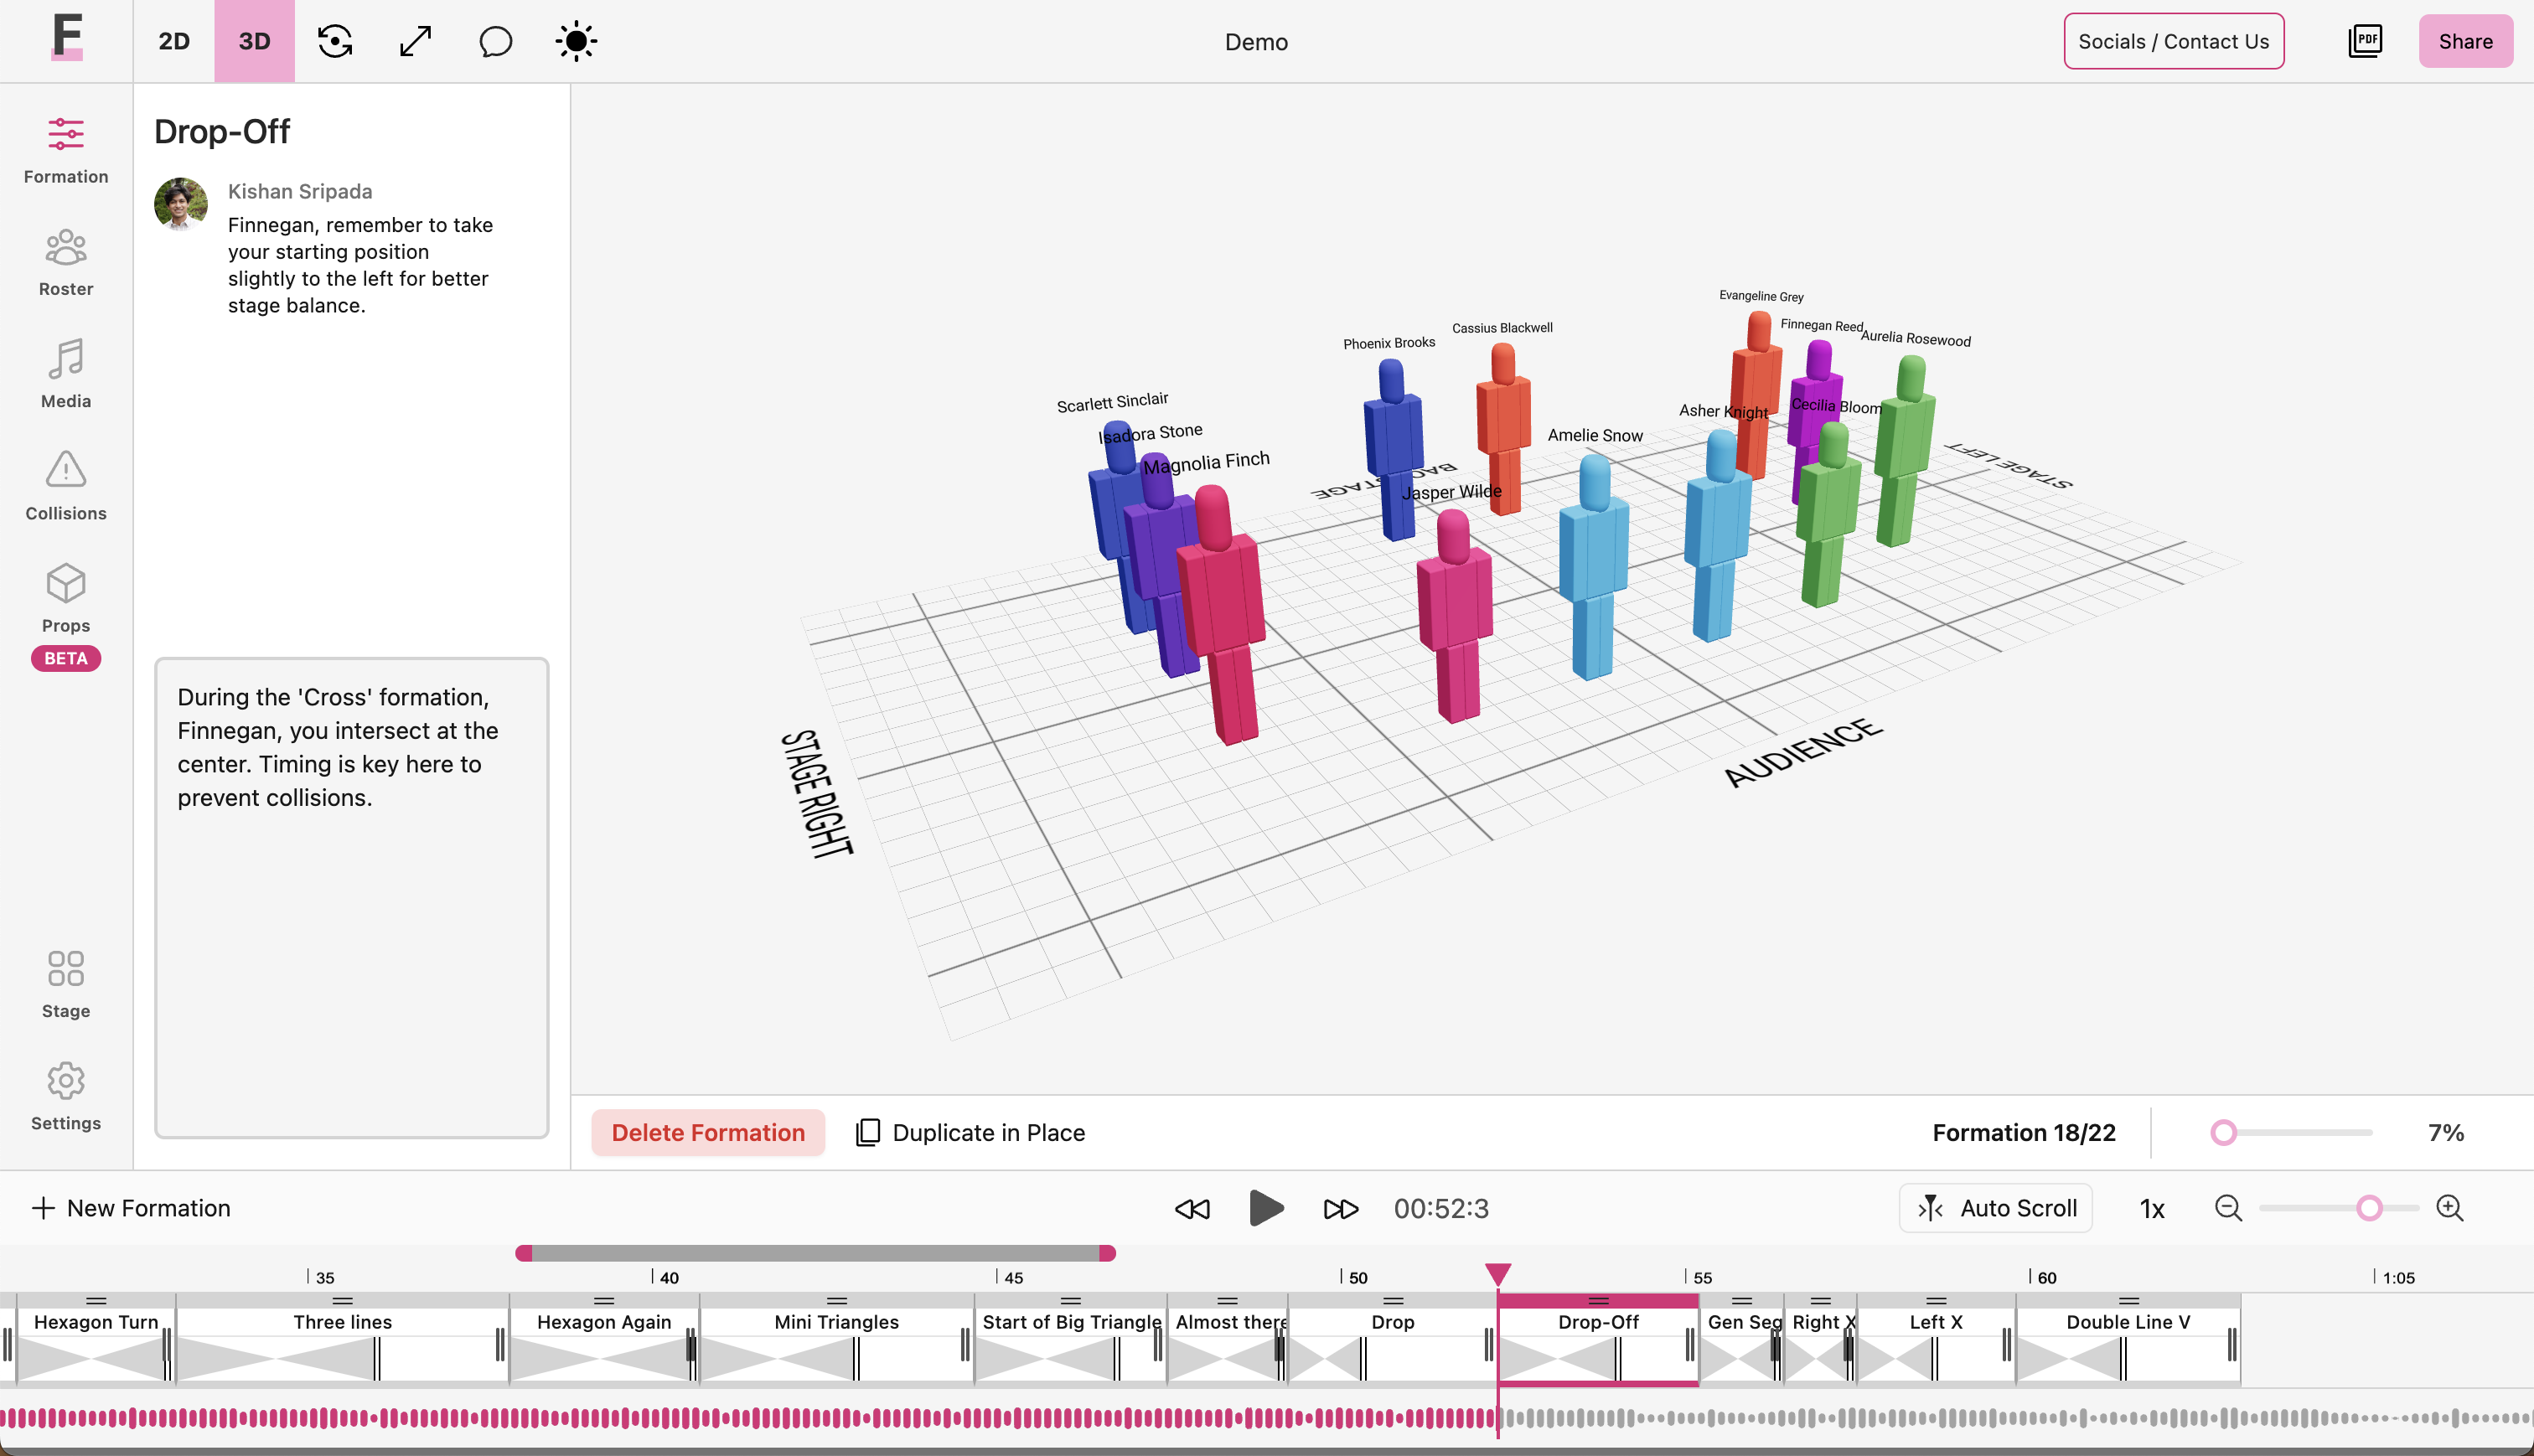 F
2D
3D
Demo
Socials / Contact Us
PDF
Share
Formation
Roster
Media
Collisions
Props
BETA
Stage
Settings
Drop-Off
Kishan Sripada
Finnegan, remember to take
your starting position
slightly to the left for better
stage balance.
During the 'Cross' formation,
Finnegan, you intersect at the
center. Timing is key here to
prevent collisions.
Evangeline Grey
Finnegan Reed
Aurelia Rosewood
Cassius Blackwell
Phoenix Brooks
Scarlett Sinclair
Isadora Stone
Magnolia Finch
Asher Knight
Cecilia Bloom
Amelie Snow
Jasper Wilde
STAGE LEFT
STAGE RIGHT
AUDIENCE
Delete Formation
Duplicate in Place
Formation 18/22
7%
New Formation
00:52:3
Auto Scroll
1x
35
40
45
50
55
60
1:05
Hexagon Turn
Three lines
Hexagon Again
Mini Triangles
Start of Big Triangle
Almost there
Drop
Drop-Off
Gen Seg
Right X
Left X
Double Line V